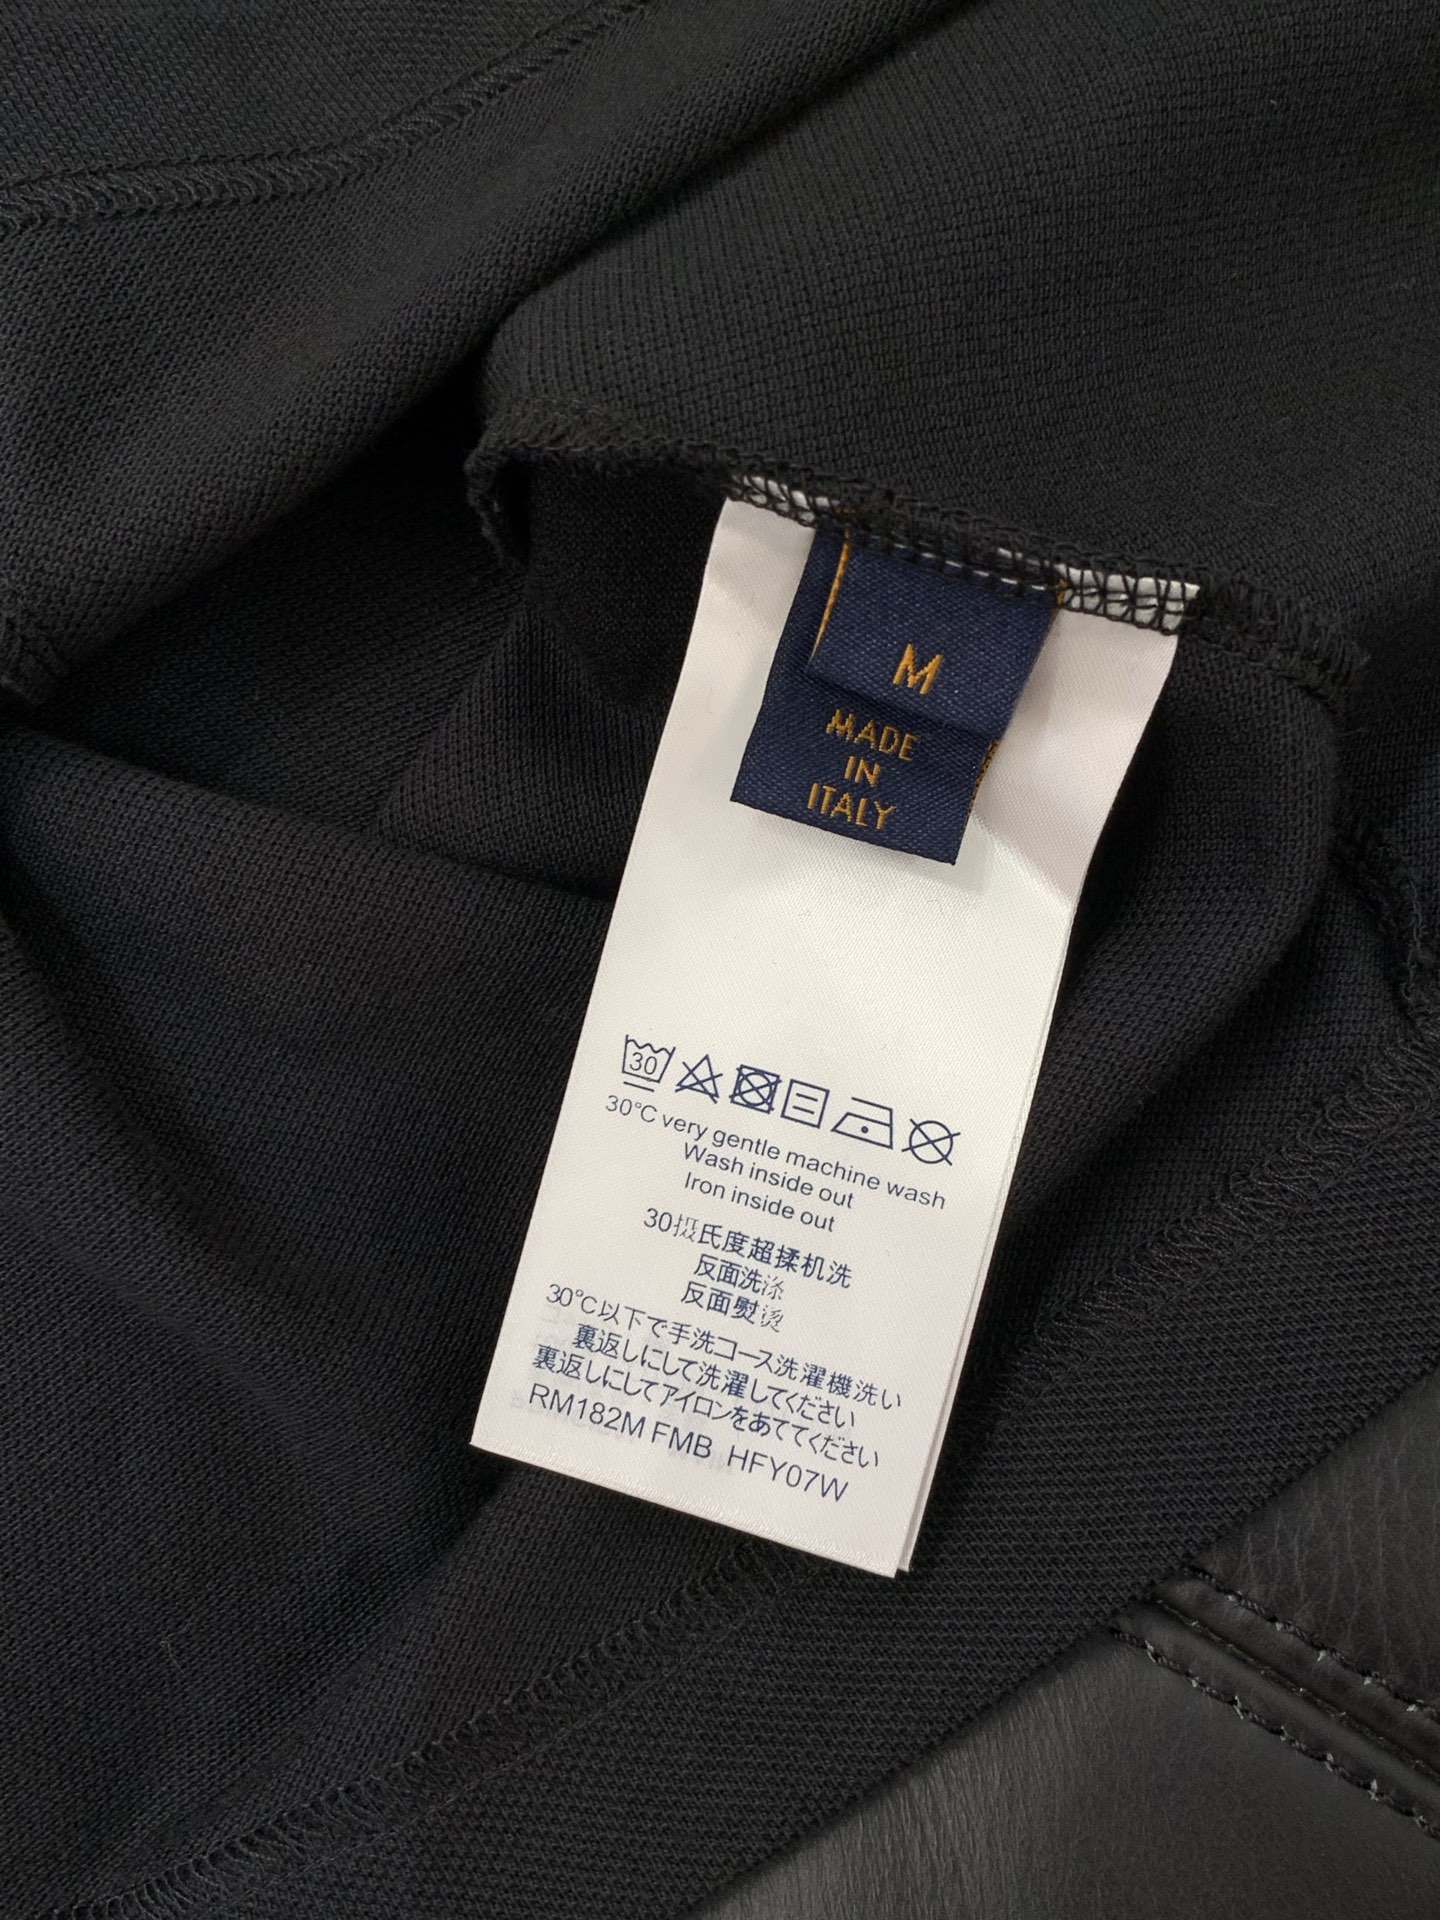 M
MADE
IN
ITALY
30
30°C very gentle machine wash
Wash inside out
Iron inside out
30摄氏度超揉机洗
反面洗涤
反面熨烫
30°C以下で手洗コース洗濯機洗い
裏返しにして洗濯してください
裏返しにしてアイロンをあててください
RM182M FMB HFY07W